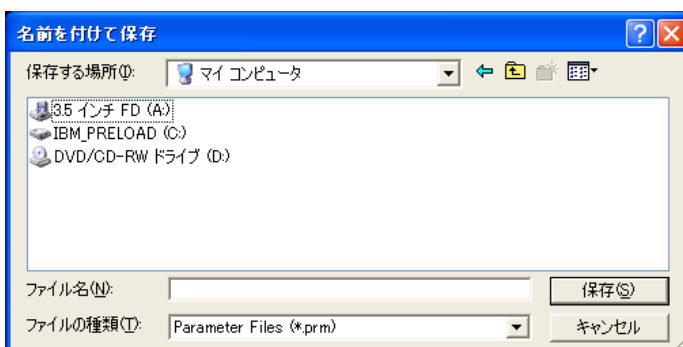 名前を付けて保存
保存する場所(I): マイ コンピュータ
3.5 インチ FD (A:)
IBM_PRELOAD (C:)
DVD/CD-RW ドライブ (D:)
ファイル名(N): 保存(S)
ファイルの種類(T): Parameter Files (*.prm) キャンセル